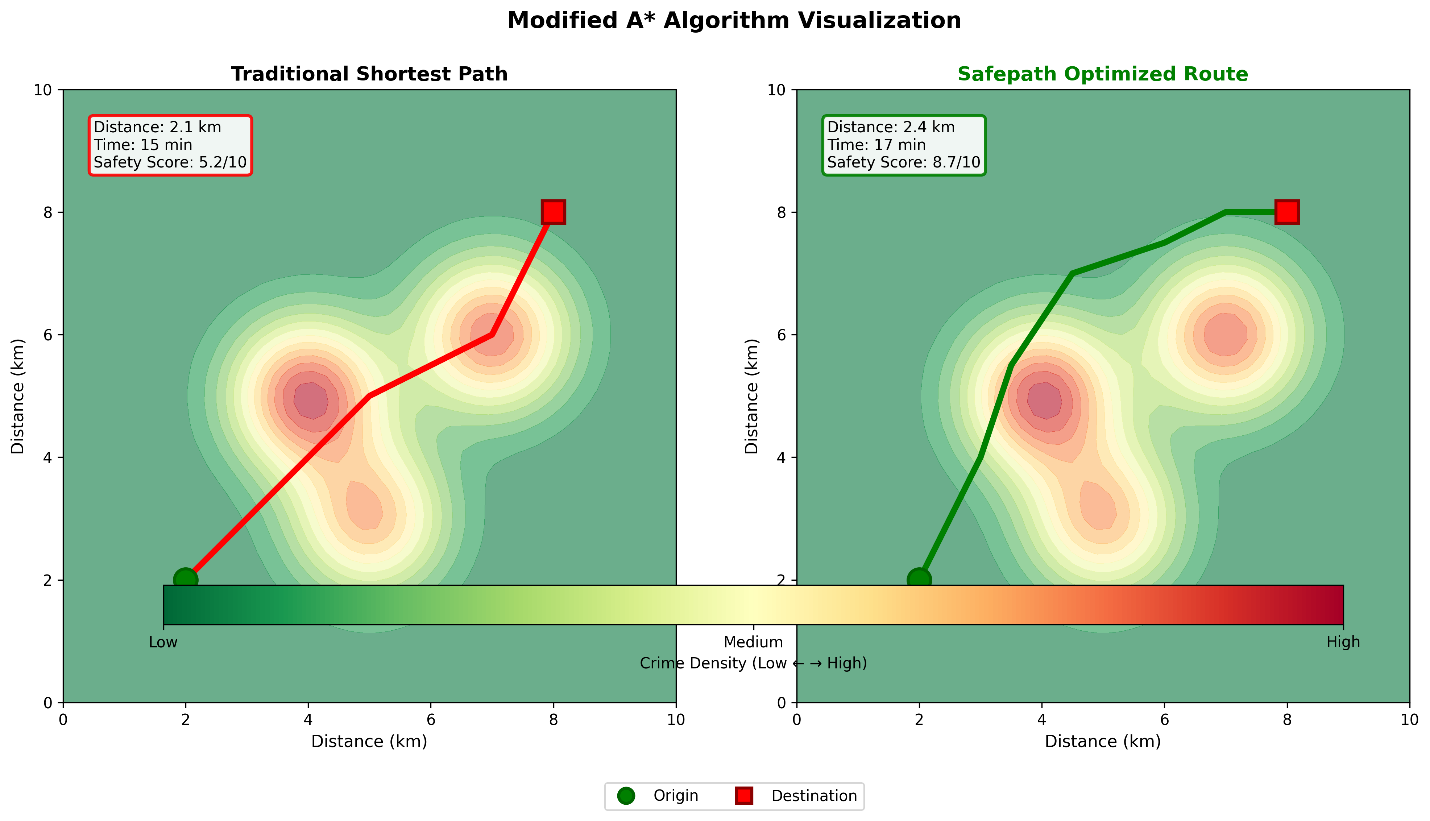 Modified A* Algorithm Visualization
Traditional Shortest Path
Distance: 2.1 km
Time: 15 min
Safety Score: 5.2/10
Distance (km)
10
8
6
4
2
0
0 2 4 6 8 10
Distance (km)
Safepath Optimized Route
Distance: 2.4 km
Time: 17 min
Safety Score: 8.7/10
Distance (km)
10
8
6
4
2
0
0 2 4 6 8 10
Distance (km)
Low Medium High
Crime Density (Low ← → High)
Origin Destination